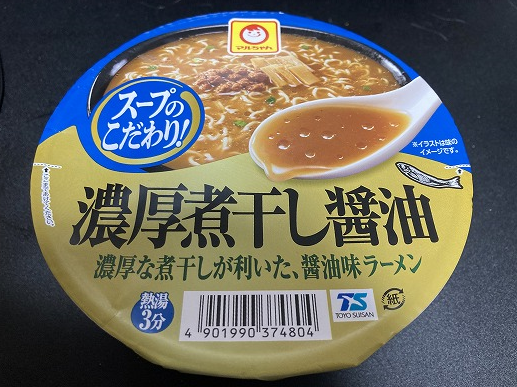 マルちゃん
スープの
こだわり!
※イラストは味の
イメージです。
濃厚煮干し醤油
濃厚な煮干しが利いた、醤油味ラーメン
熱湯
3分
4 901990 374804
TS
TOYO SUISAN
紙